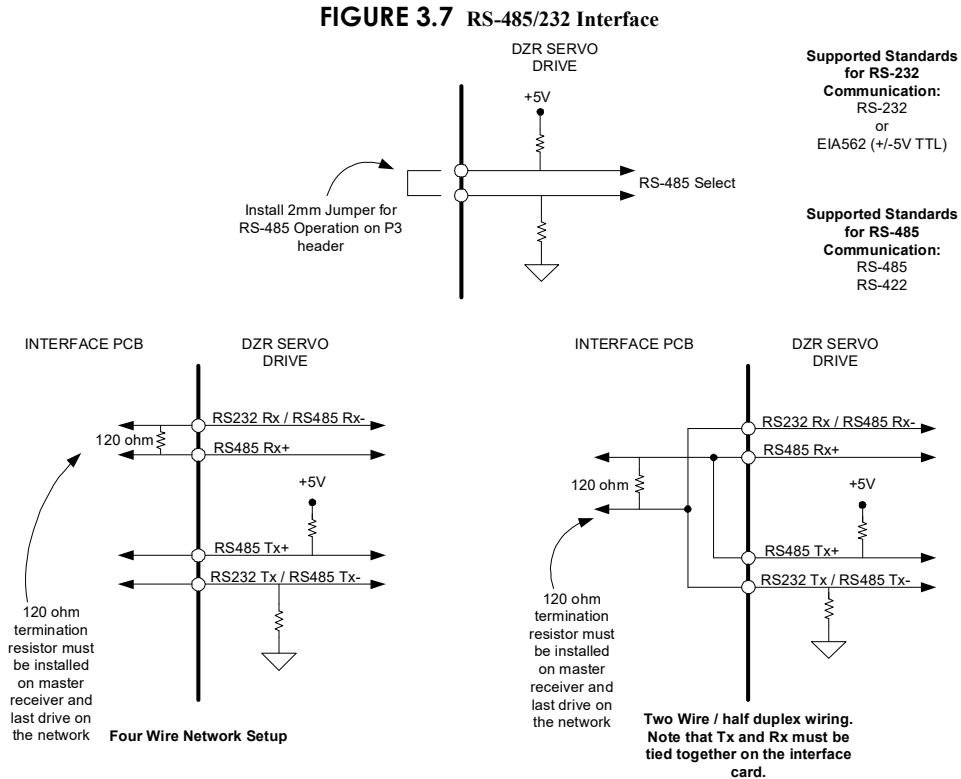 FIGURE 3.7 RS-485/232 Interface
DZR SERVO
DRIVE
+5V
RS-485 Select
Install 2mm Jumper for
RS-485 Operation on P3
header
Supported Standards
for RS-232
Communication:
RS-232
or
EIA562 (+/-5V TTL)
Supported Standards
for RS-485
Communication:
RS-485
RS-422
INTERFACE PCB
DZR SERVO
DRIVE
RS232 Rx / RS485 Rx-
120 ohm
RS485 Rx+
+5V
RS485 Tx+
RS232 Tx / RS485 Tx-
120 ohm
termination
resistor must
be installed
on master
receiver and
last drive on
the network
Four Wire Network Setup
INTERFACE PCB
DZR SERVO
DRIVE
RS232 Rx / RS485 Rx-
RS485 Rx+
120 ohm
+5V
RS485 Tx+
RS232 Tx / RS485 Tx-
120 ohm
termination
resistor must
be installed
on master
receiver and
last drive on
the network
Two Wire / half duplex wiring.
Note that Tx and Rx must be
tied together on the interface
card.